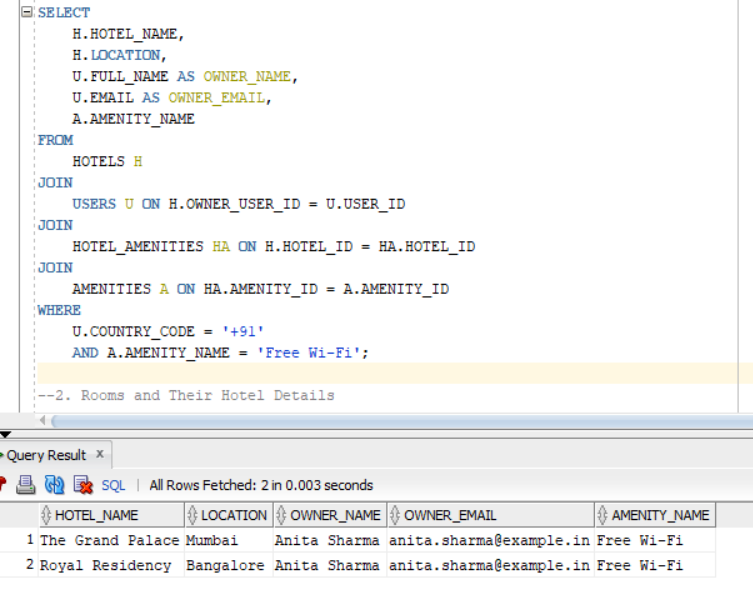 SELECT
H.HOTEL_NAME,
H.LOCATION,
U.FULL_NAME AS OWNER_NAME,
U.EMAIL AS OWNER_EMAIL,
A.AMENITY_NAME
FROM
HOTELS H
JOIN
USERS U ON H.OWNER_USER_ID = U.USER_ID
JOIN
HOTEL_AMENITIES HA ON H.HOTEL_ID = HA.HOTEL_ID
JOIN
AMENITIES A ON HA.AMENITY_ID = A.AMENITY_ID
WHERE
U.COUNTRY_CODE = '+91'
AND A.AMENITY_NAME = 'Free Wi-Fi';
--2. Rooms and Their Hotel Details
Query Result x
SQL | All Rows Fetched: 2 in 0.003 seconds
HOTEL_NAME LOCATION OWNER_NAME OWNER_EMAIL AMENITY_NAME
1 The Grand Palace Mumbai Anita Sharma anita.sharma@example.in Free Wi-Fi
2 Royal Residency Bangalore Anita Sharma anita.sharma@example.in Free Wi-Fi